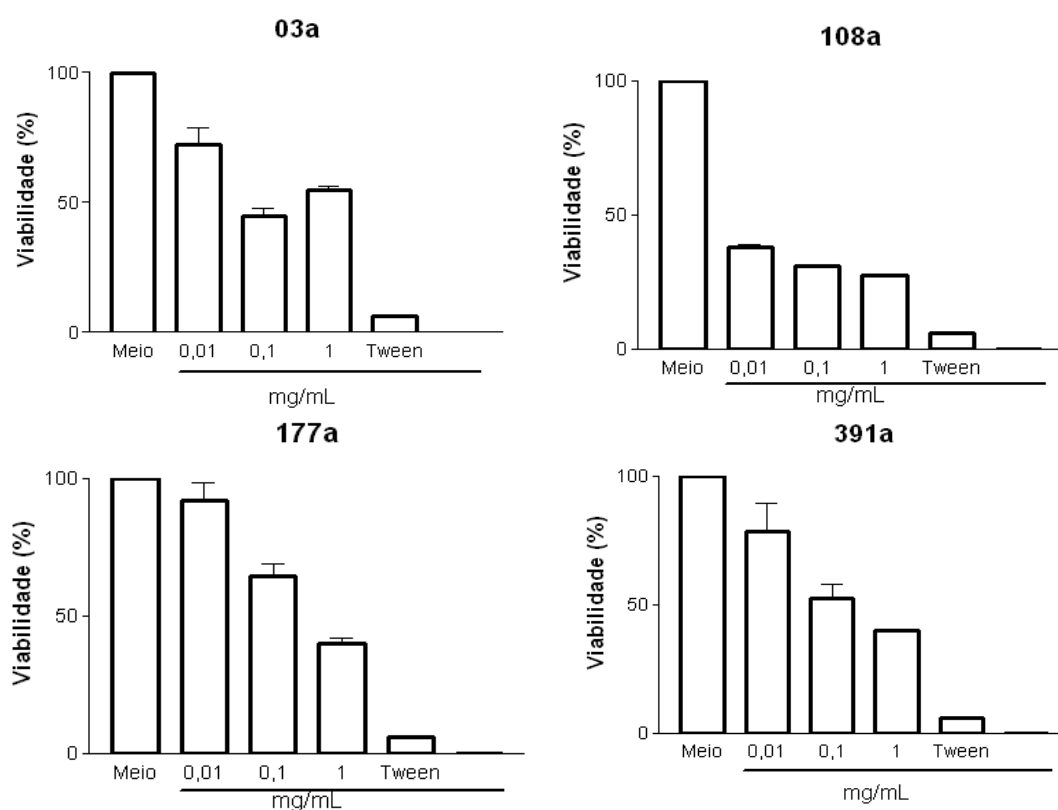 03a
Viabilidade (%)
100
50
0
Meio 0,01 0,1 1 Tween
mg/mL
108a
Viabilidade (%)
100
50
0
Meio 0,01 0,1 1 Tween
mg/mL
177a
Viabilidade (%)
100
50
0
Meio 0,01 0,1 1 Tween
mg/mL
391a
Viabilidade (%)
100
50
0
Meio 0,01 0,1 1 Tween
mg/mL